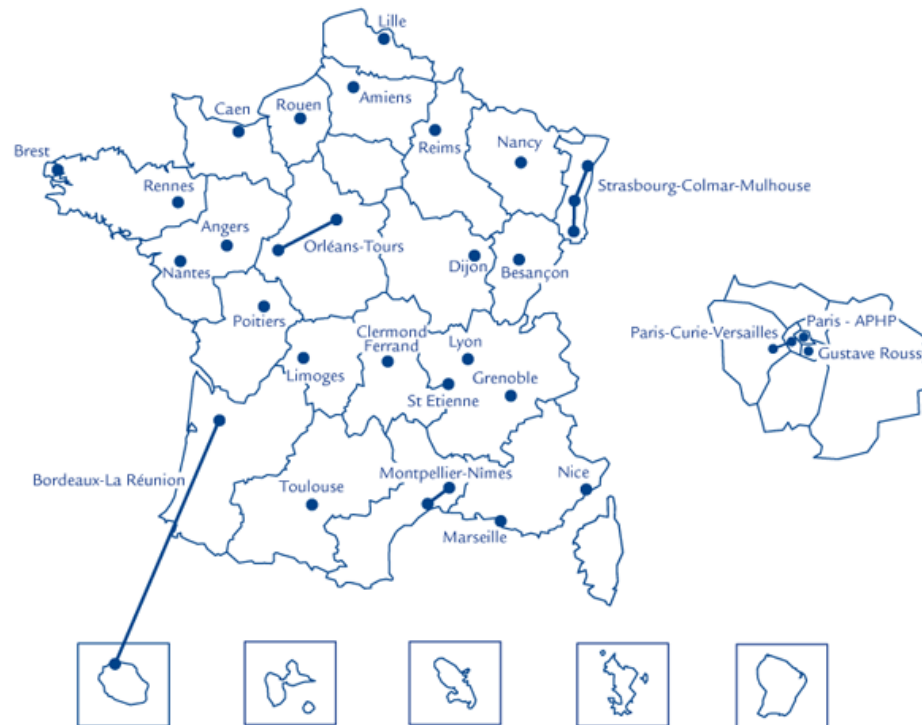 Lille
Amiens
Rouen
Caen
Reims
Nancy
Brest
Strasbourg-Colmar-Mulhouse
Rennes
Angers
Orléans-Tours
Nantes
Dijon
Besançon
Poitiers
Paris - APHP
Paris-Curie-Versailles
Gustave Rouss
Clermond
Ferrand
Lyon
Limoges
Grenoble
St Etienne
Bordeaux-La Réunion
Toulouse
Montpellier-Nîmes
Nice
Marseille